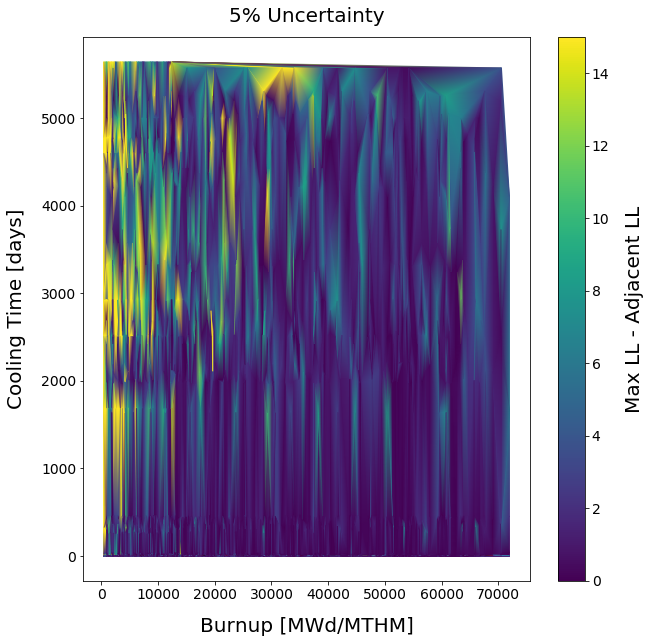 5% Uncertainty
Cooling Time [days]
5000
4000
3000
2000
1000
0
0 10000 20000 30000 40000 50000 60000 70000
Burnup [MWd/MTHM]
14
12
10
8
6
4
2
0
Max LL - Adjacent LL